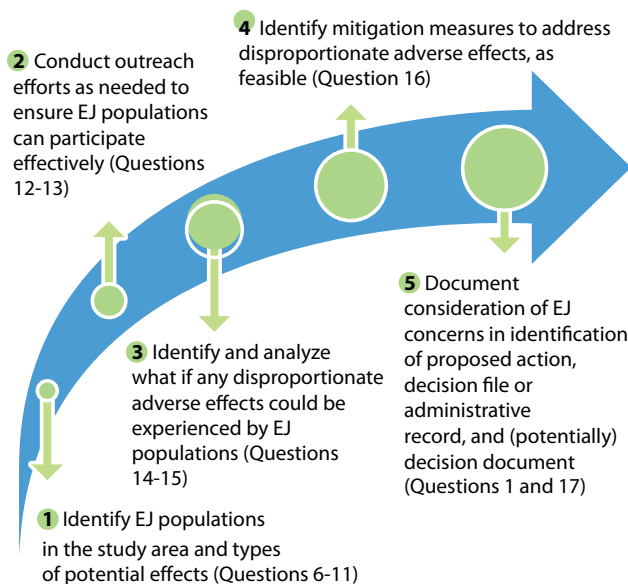 1 Identify EJ populations
in the study area and types
of potential effects (Questions 6-11)
2 Conduct outreach
efforts as needed to
ensure EJ populations
can participate
effectively (Questions
12-13)
3 Identify and analyze
what if any disproportionate
adverse effects could be
experienced by EJ
populations (Questions
14-15)
4 Identify mitigation measures to address
disproportionate adverse effects, as
feasible (Question 16)
5 Document
consideration of EJ
concerns in identification
of proposed action,
decision file or
administrative
record, and (potentially)
decision document
(Questions 1 and 17)